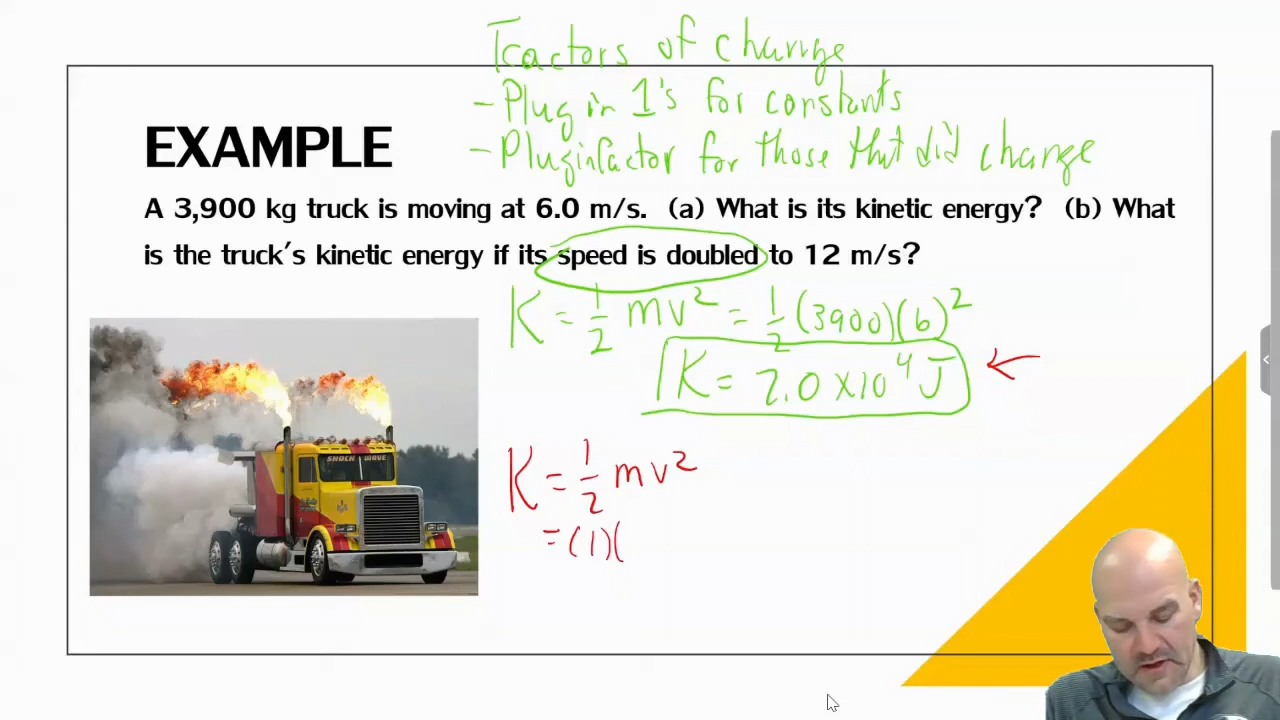 Factors of change
- Plug in 1's for constants
- Plug in factor for those that did change
EXAMPLE
A 3,900 kg truck is moving at 6.0 m/s. (a) What is its kinetic energy? (b) What
is the truck's kinetic energy if its speed is doubled to 12 m/s?
K = 1/2 mv² = 1/2 (3900)(6)²
K = 7.0 x10⁴ J
K = 1/2 mv²
= (1)(
SHOCK WAVE